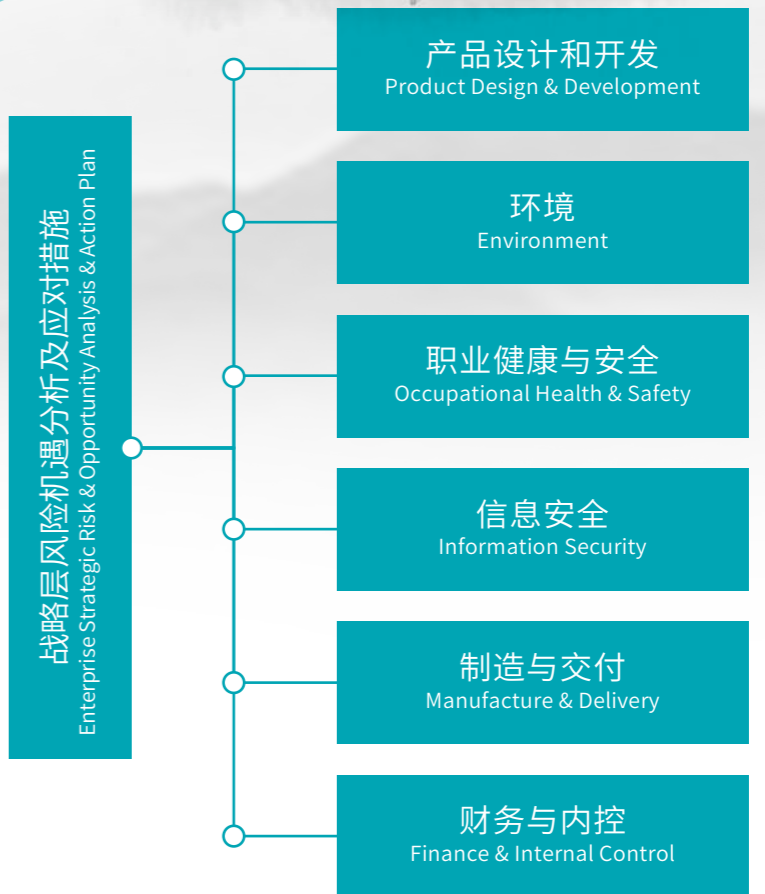 战略层风险机遇分析及应对措施
Enterprise Strategic Risk & Opportunity Analysis & Action Plan
产品设计和开发
Product Design & Development
环境
Environment
职业健康与安全
Occupational Health & Safety
信息安全
Information Security
制造与交付
Manufacture & Delivery
财务与内控
Finance & Internal Control